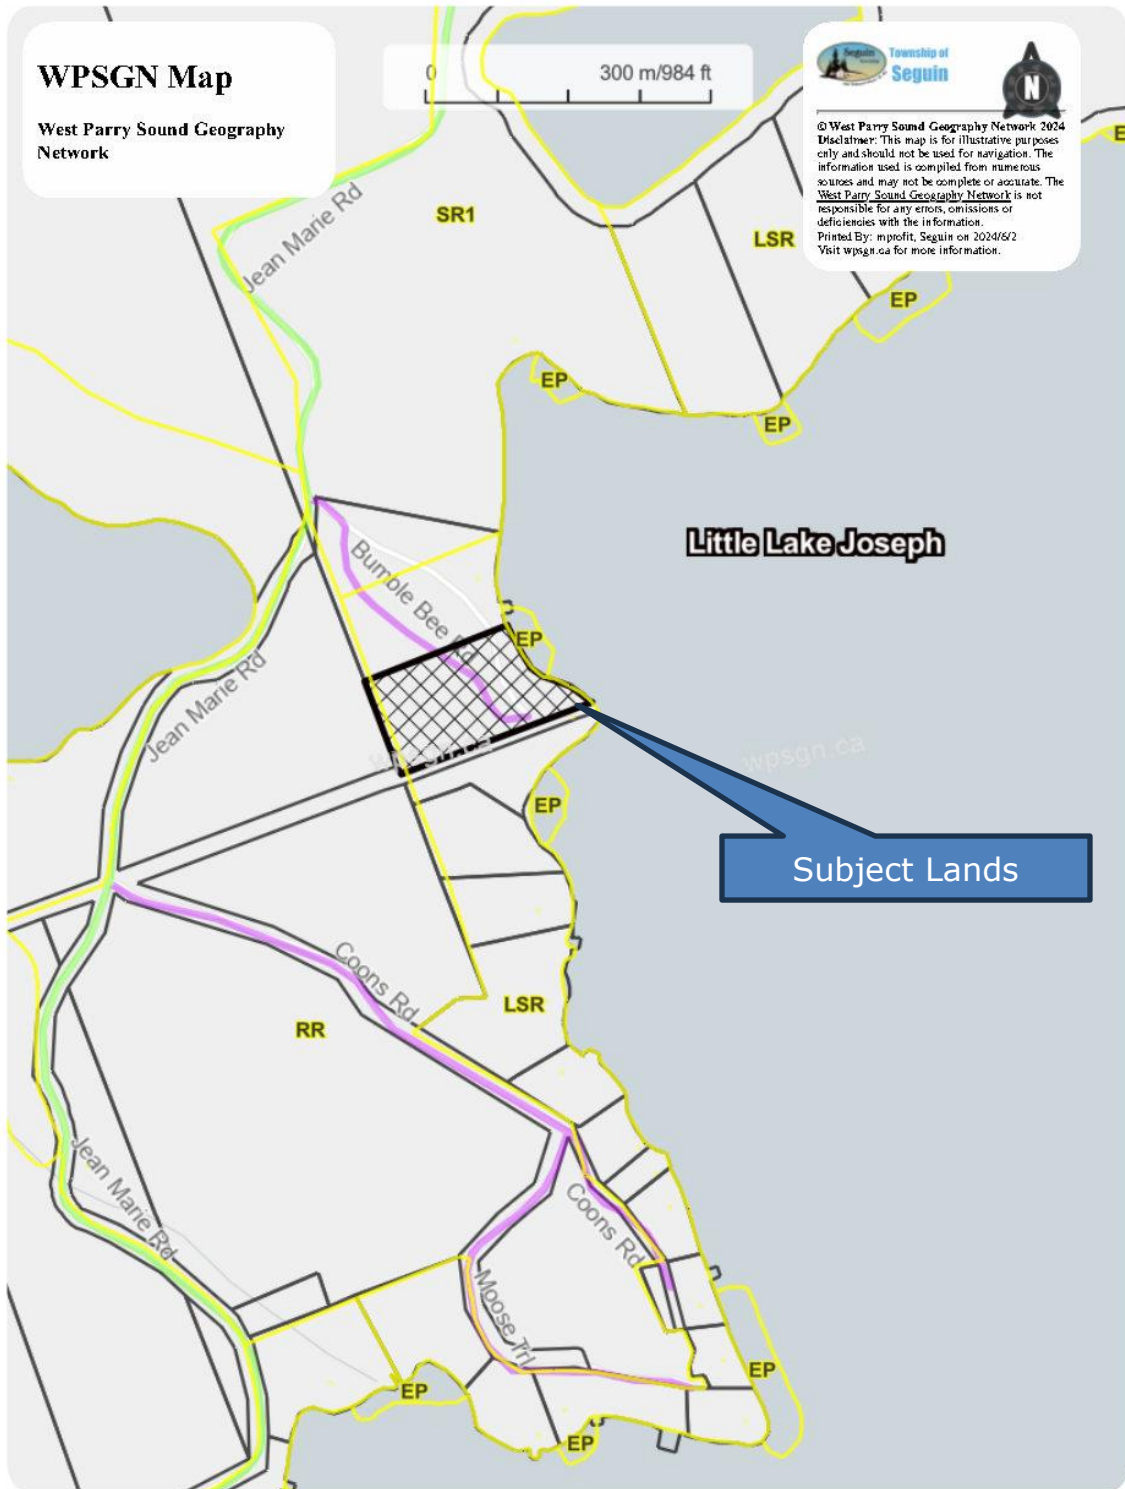 WPSGN Map
West Parry Sound Geography
Network
0 300 m/984 ft
Seguin
Township of
Seguin
N
© West Parry Sound Geography Network 2024
Disclaimer: This map is for illustrative purposes
only and should not be used for navigation. The
information used is compiled from numerous
sources and may not be complete or accurate. The
West Parry Sound Geography Network is not
responsible for any errors, omissions or
deficiencies with the information.
Printed By: mprofit, Seguin on 2024/6/2
Visit wpsgn.ca for more information.
E
Jean Marie Rd
SR1
LSR
EP
EP
EP
Little Lake Joseph
Bumble Bee Rd
EP
Jean Marie Rd
wpsgn.ca
wpsgn.ca
EP
Subject Lands
Coons Rd
LSR
RR
Jean Marie Rd
Coons Rd
Moose Trl
EP
EP
EP